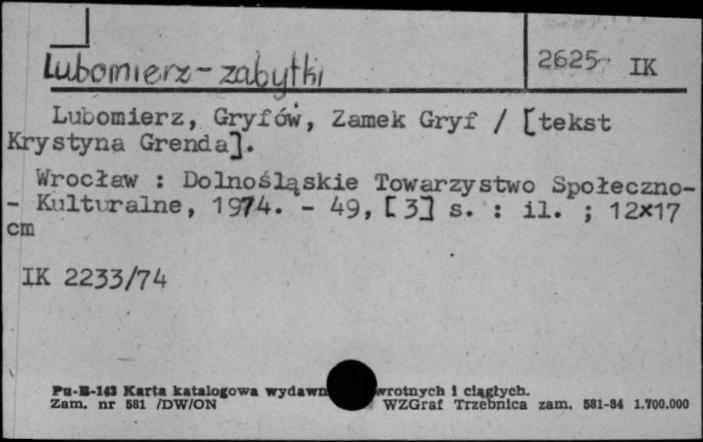 Lubomierz - zabytki
2625 IK
Lubomierz, Gryfów, Zamek Gryf / [tekst
Krystyna Grenda].
Wrocław : Dolnośląskie Towarzystwo Społeczno-
- Kulturalne, 1974. - 49, [3] s. : il. ; 12×17
cm
IK 2233/74
Pu-B-143 Karta katalogowa wydawn wrotnych i ciągłych.
Zam. nr 581 /DW/ON WZGraf Trzebnica zam. 581-84 1.700.000